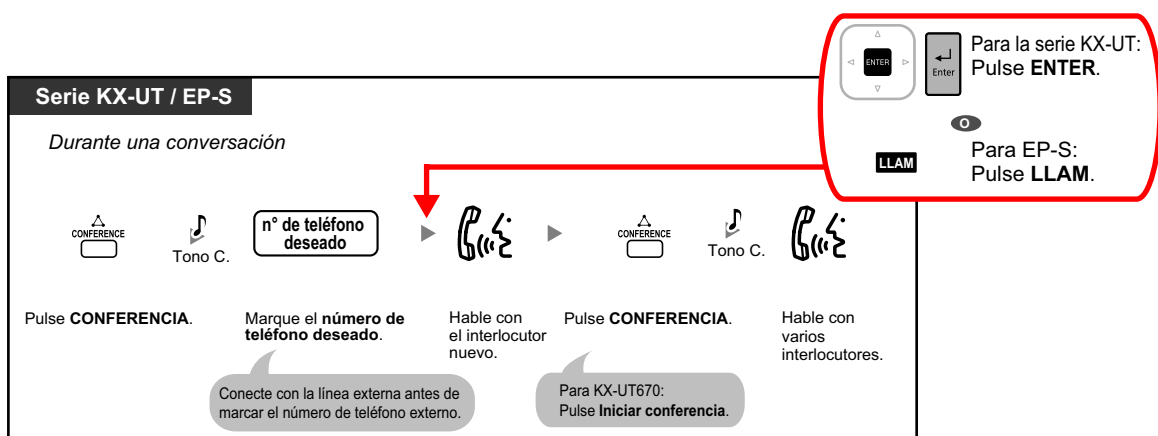 Para la serie KX-UT:
ENTER
Enter
Pulse ENTER.
O
Para EP-S:
LLAM
Pulse LLAM.
Serie KX-UT / EP-S
Durante una conversación
CONFERENCE
Tono C.
n° de teléfono
deseado
CONFERENCE
Tono C.
Pulse CONFERENCIA.
Marque el número de
teléfono deseado.
Hable con
el interlocutor
nuevo.
Pulse CONFERENCIA.
Hable con
varios
interlocutores.
Conecte con la línea externa antes de
marcar el número de teléfono externo.
Para KX-UT670:
Pulse Iniciar conferencia.